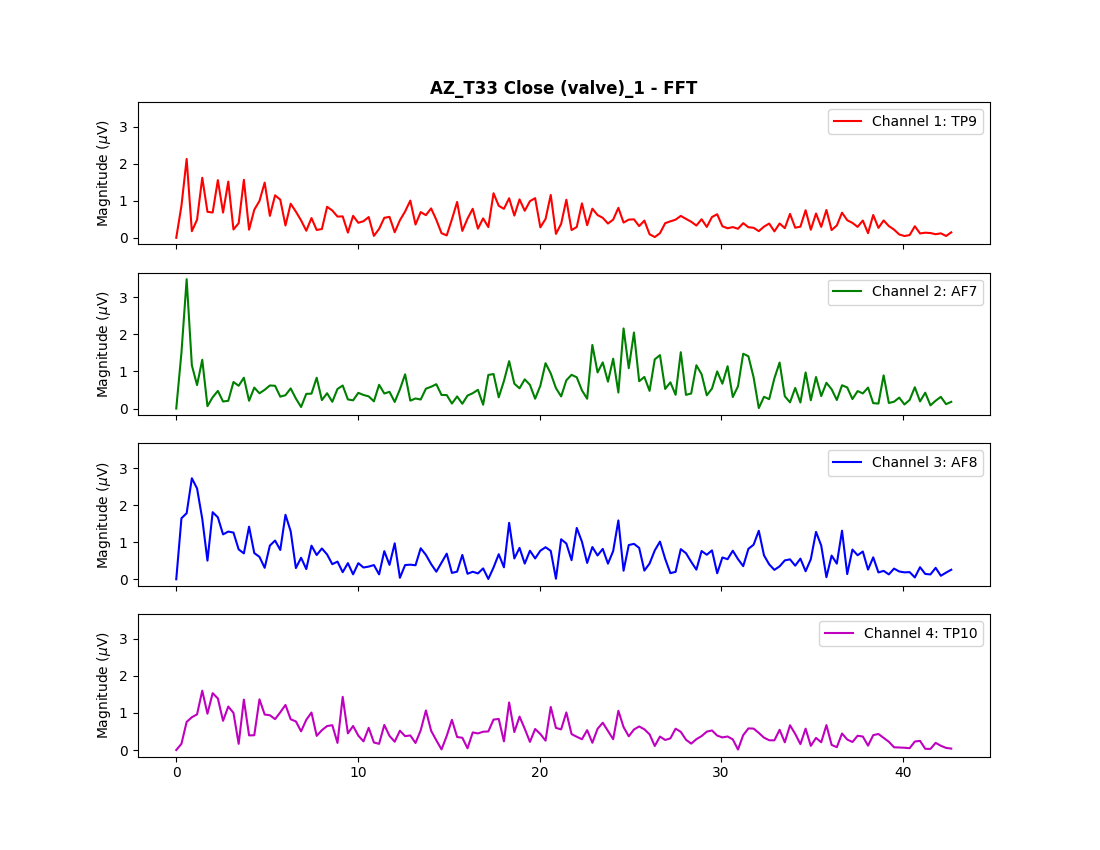 AZ_T33 Close (valve)_1 - FFT
Magnitude (μV)
3
2
1
0
Channel 1: TP9
Magnitude (μV)
3
2
1
0
Channel 2: AF7
Magnitude (μV)
3
2
1
0
Channel 3: AF8
Magnitude (μV)
3
2
1
0
Channel 4: TP10
0 10 20 30 40